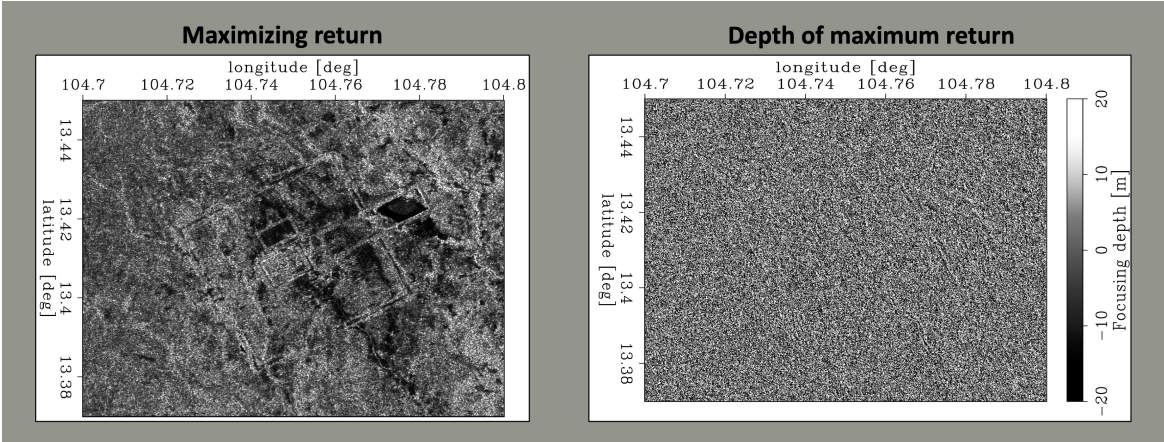 Maximizing return
longitude [deg]
104.7 104.72 104.74 104.76 104.78 104.8
latitude [deg]
13.44 13.42 13.4 13.38
Depth of maximum return
longitude [deg]
104.7 104.72 104.74 104.76 104.78 104.8
latitude [deg]
13.44 13.42 13.4 13.38
20 10 0 −10 −20
Focusing depth [m]